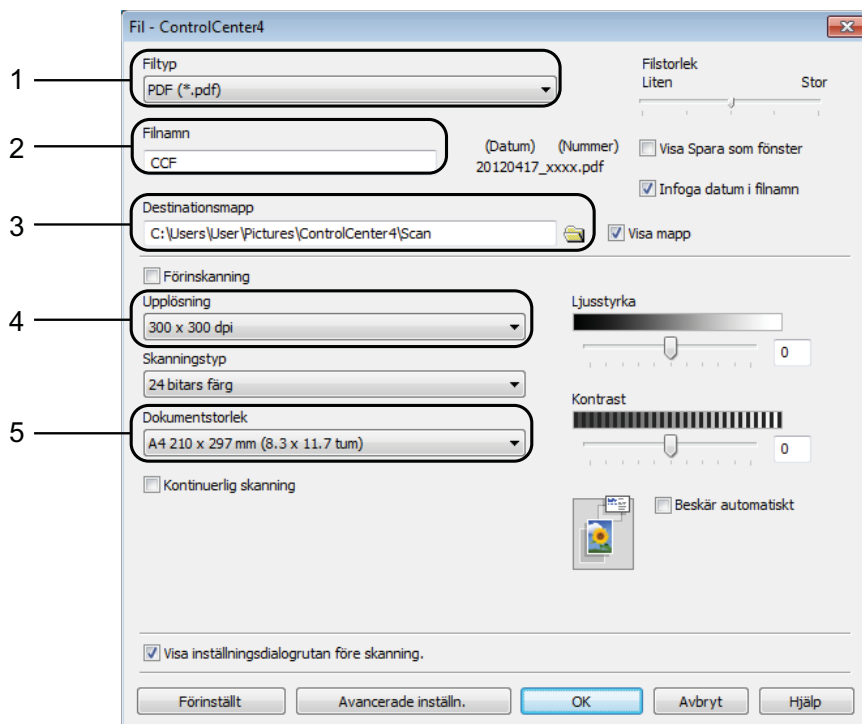 Fil - ControlCenter4
1
Filtyp
PDF (*.pdf)
Filstorlek
Liten Stor
2
Filnamn
CCF
(Datum) (Nummer)
20120417_xxxx.pdf
Visa Spara som fönster
Infoga datum i filnamn
3
Destinationsmapp
C:\Users\User\Pictures\ControlCenter4\Scan
Visa mapp
Förinskanning
4
Upplösning
300 x 300 dpi
Ljusstyrka
0
Skanningstyp
24 bitars färg
5
Dokumentstorlek
A4 210 x 297 mm (8.3 x 11.7 tum)
Kontrast
0
Kontinuerlig skanning
Beskär automatiskt
Visa inställningsdialogrutan före skanning.
Förinställt Avancerade inställn. OK Avbryt Hjälp